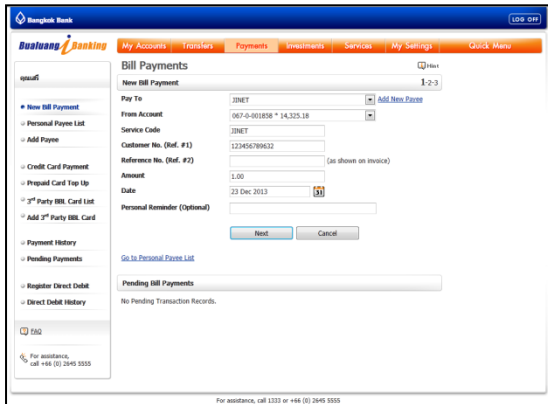 Bangkok Bank
LOG OFF
Bualuang iBanking
My Accounts Transfers Payments Investments Services My Settings Quick Menu
Bill Payments
Hint
คุณเสรี
New Bill Payment
1-2-3
New Bill Payment
Personal Payee List
Add Payee
Credit Card Payment
Prepaid Card Top Up
3rd Party BBL Card List
Add 3rd Party BBL Card
Payment History
Pending Payments
Register Direct Debit
Direct Debit History
FAQ
For assistance,
call +66 (0) 2645 5555
Pay To JINET Add New Payee
From Account 067-0-001858 * 14,325.18
Service Code JINET
Customer No. (Ref. #1) 123456789632
Reference No. (Ref. #2) (as shown on invoice)
Amount 1.00
Date 23 Dec 2013 31
Personal Reminder (Optional)
Next Cancel
Go to Personal Payee List
Pending Bill Payments
No Pending Transaction Records.
For assistance, call 1333 or +66 (0) 2645 5555